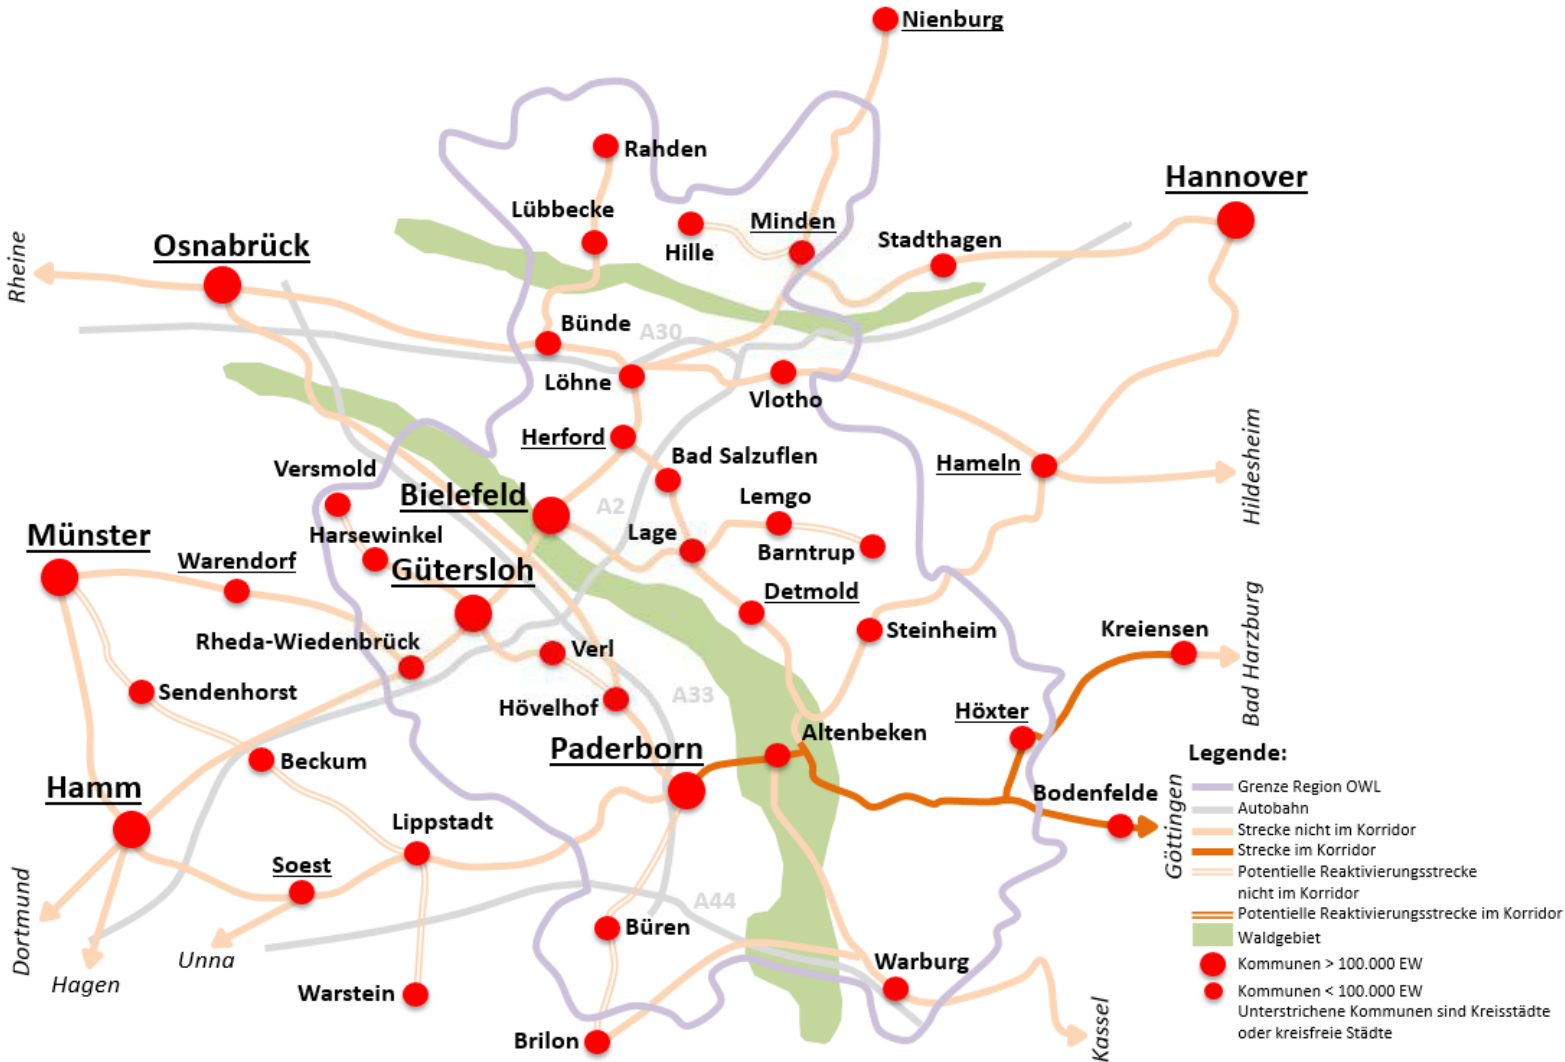 Nienburg
Rahden
Hannover
Lübbecke
Minden
Hille
Stadthagen
Osnabrück
Rheine
Bünde
A30
Löhne
Vlotho
Herford
Bad Salzuflen
Hameln
Hildesheim
Versmold
Bielefeld
A2
Lemgo
Harsewinkel
Lage
Barntrup
Münster
Warendorf
Gütersloh
Detmold
Rheda-Wiedenbrück
Verl
Steinheim
Kreiensen
Bad Harzburg
Sendenhorst
Hövelhof
A33
Höxter
Paderborn
Altenbeken
Beckum
Hamm
Bodenfelde
Göttingen
Lippstadt
Soest
A44
Büren
Dortmund
Hagen
Unna
Warstein
Warburg
Brilon
Kassel
Legende:
Grenze Region OWL
Autobahn
Strecke nicht im Korridor
Strecke im Korridor
Potentielle Reaktivierungsstrecke
nicht im Korridor
Potentielle Reaktivierungsstrecke im Korridor
Waldgebiet
Kommunen > 100.000 EW
Kommunen < 100.000 EW
Unterstrichene Kommunen sind Kreisstädte
oder kreisfreie Städte